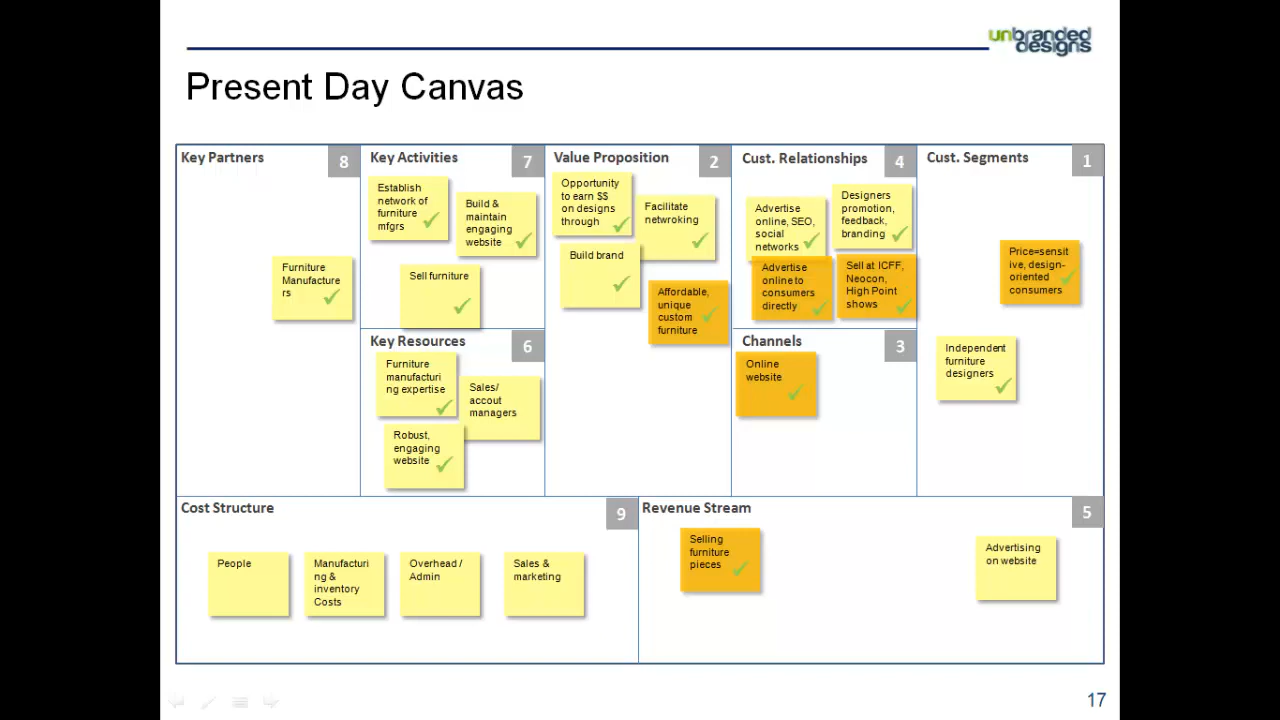 unbranded
designs
Present Day Canvas
Key Partners
8
Furniture
Manufacture
rs
Key Activities
7
Establish
network of
furniture
mfgrs
Build &
maintain
engaging
website
Sell furniture
Key Resources
6
Furniture
manufacturi
ng expertise
Sales/
accout
managers
Robust,
engaging
website
Value Proposition
2
Opportunity
to earn $$
on designs
through
Facilitate
netwroking
Build brand
Affordable,
unique
custom
furniture
Cust. Relationships
4
Advertise
online, SEO,
social
networks
Designers
promotion,
feedback,
branding
Advertise
online to
consumers
directly
Sell at ICFF,
Neocon,
High Point
shows
Channels
3
Online
website
Cust. Segments
1
Price=sensit
ive, design-
oriented
consumers
Independent
furniture
designers
Cost Structure
9
People
Manufacturi
ng &
inventory
Costs
Overhead /
Admin
Sales &
marketing
Revenue Stream
5
Selling
furniture
pieces
Advertising
on website
17